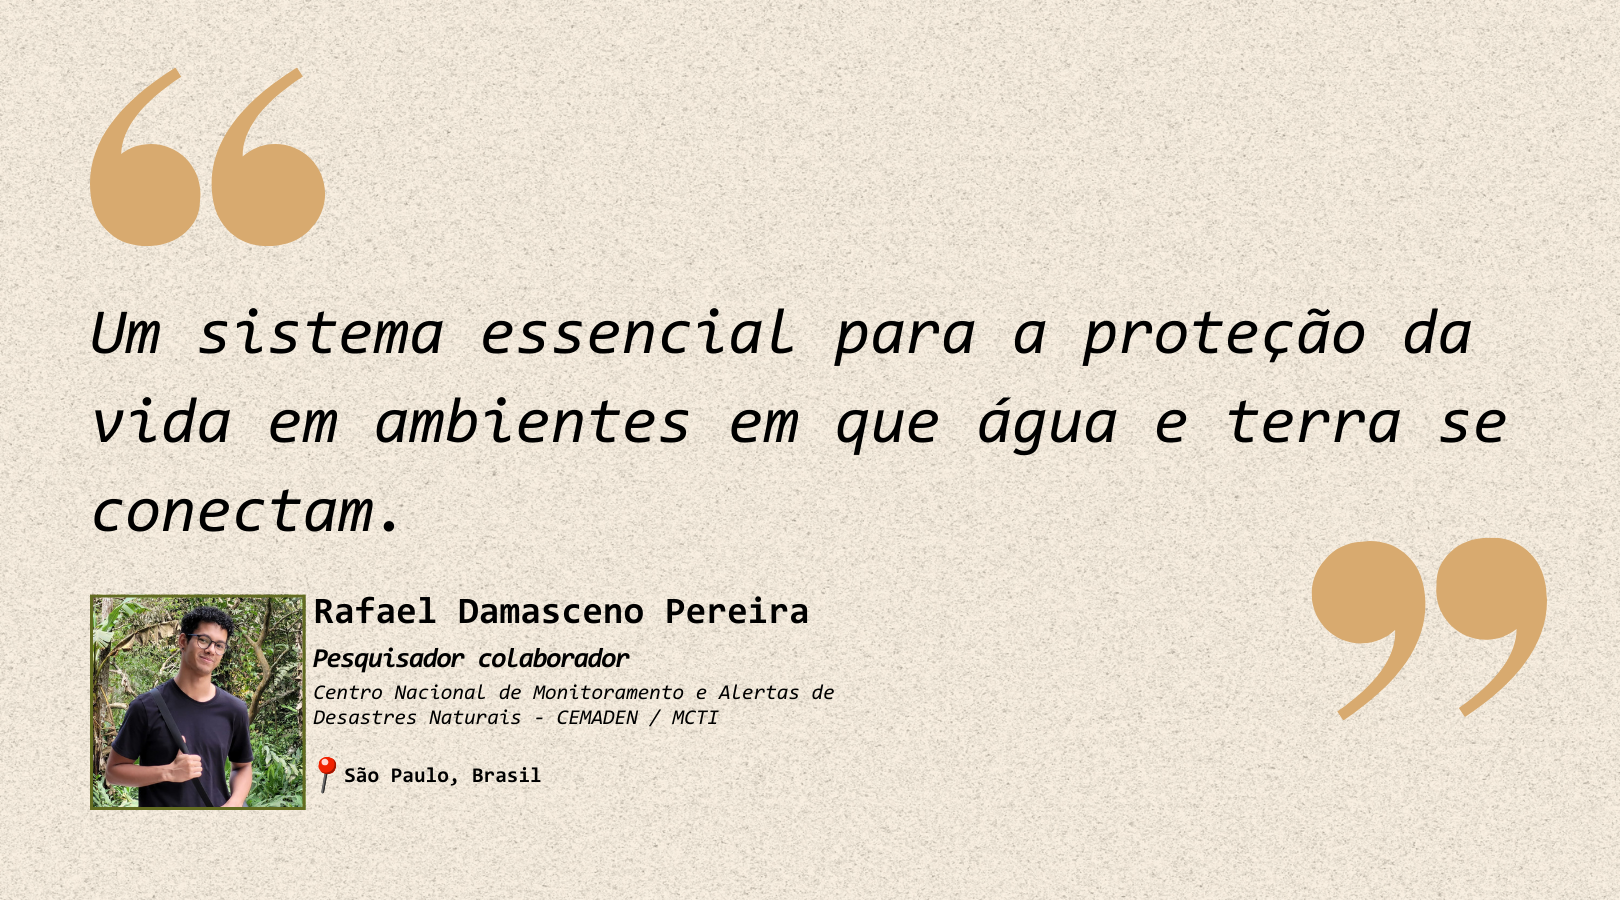 Um sistema essencial para a proteção da
vida em ambientes em que água e terra se
conectam.
Rafael Damasceno Pereira
Pesquisador colaborador
Centro Nacional de Monitoramento e Alertas de
Desastres Naturais - CEMADEN / MCTI
São Paulo, Brasil